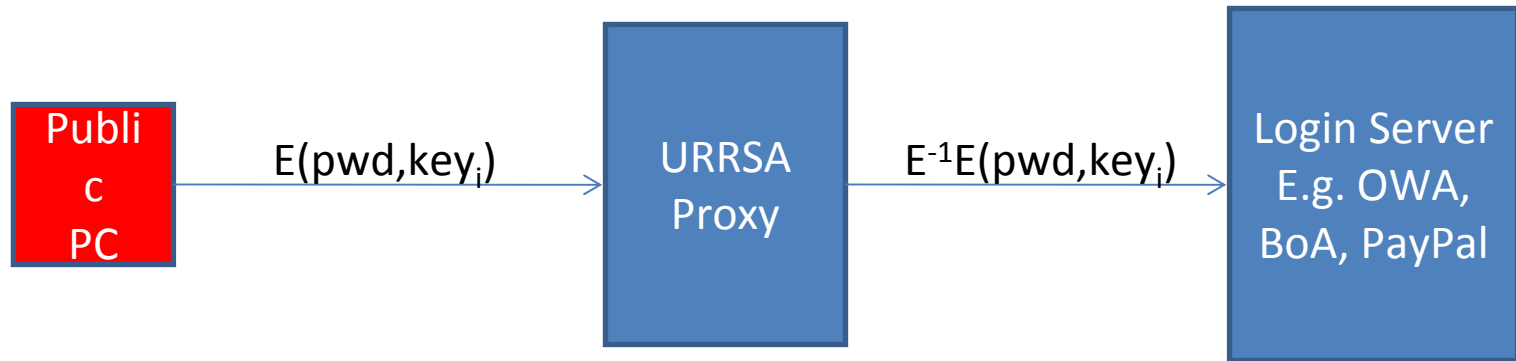 Publi
c
PC
E(pwd,keyᵢ)
URRSA
Proxy
E⁻¹E(pwd,keyᵢ)
Login Server
E.g. OWA,
BoA, PayPal